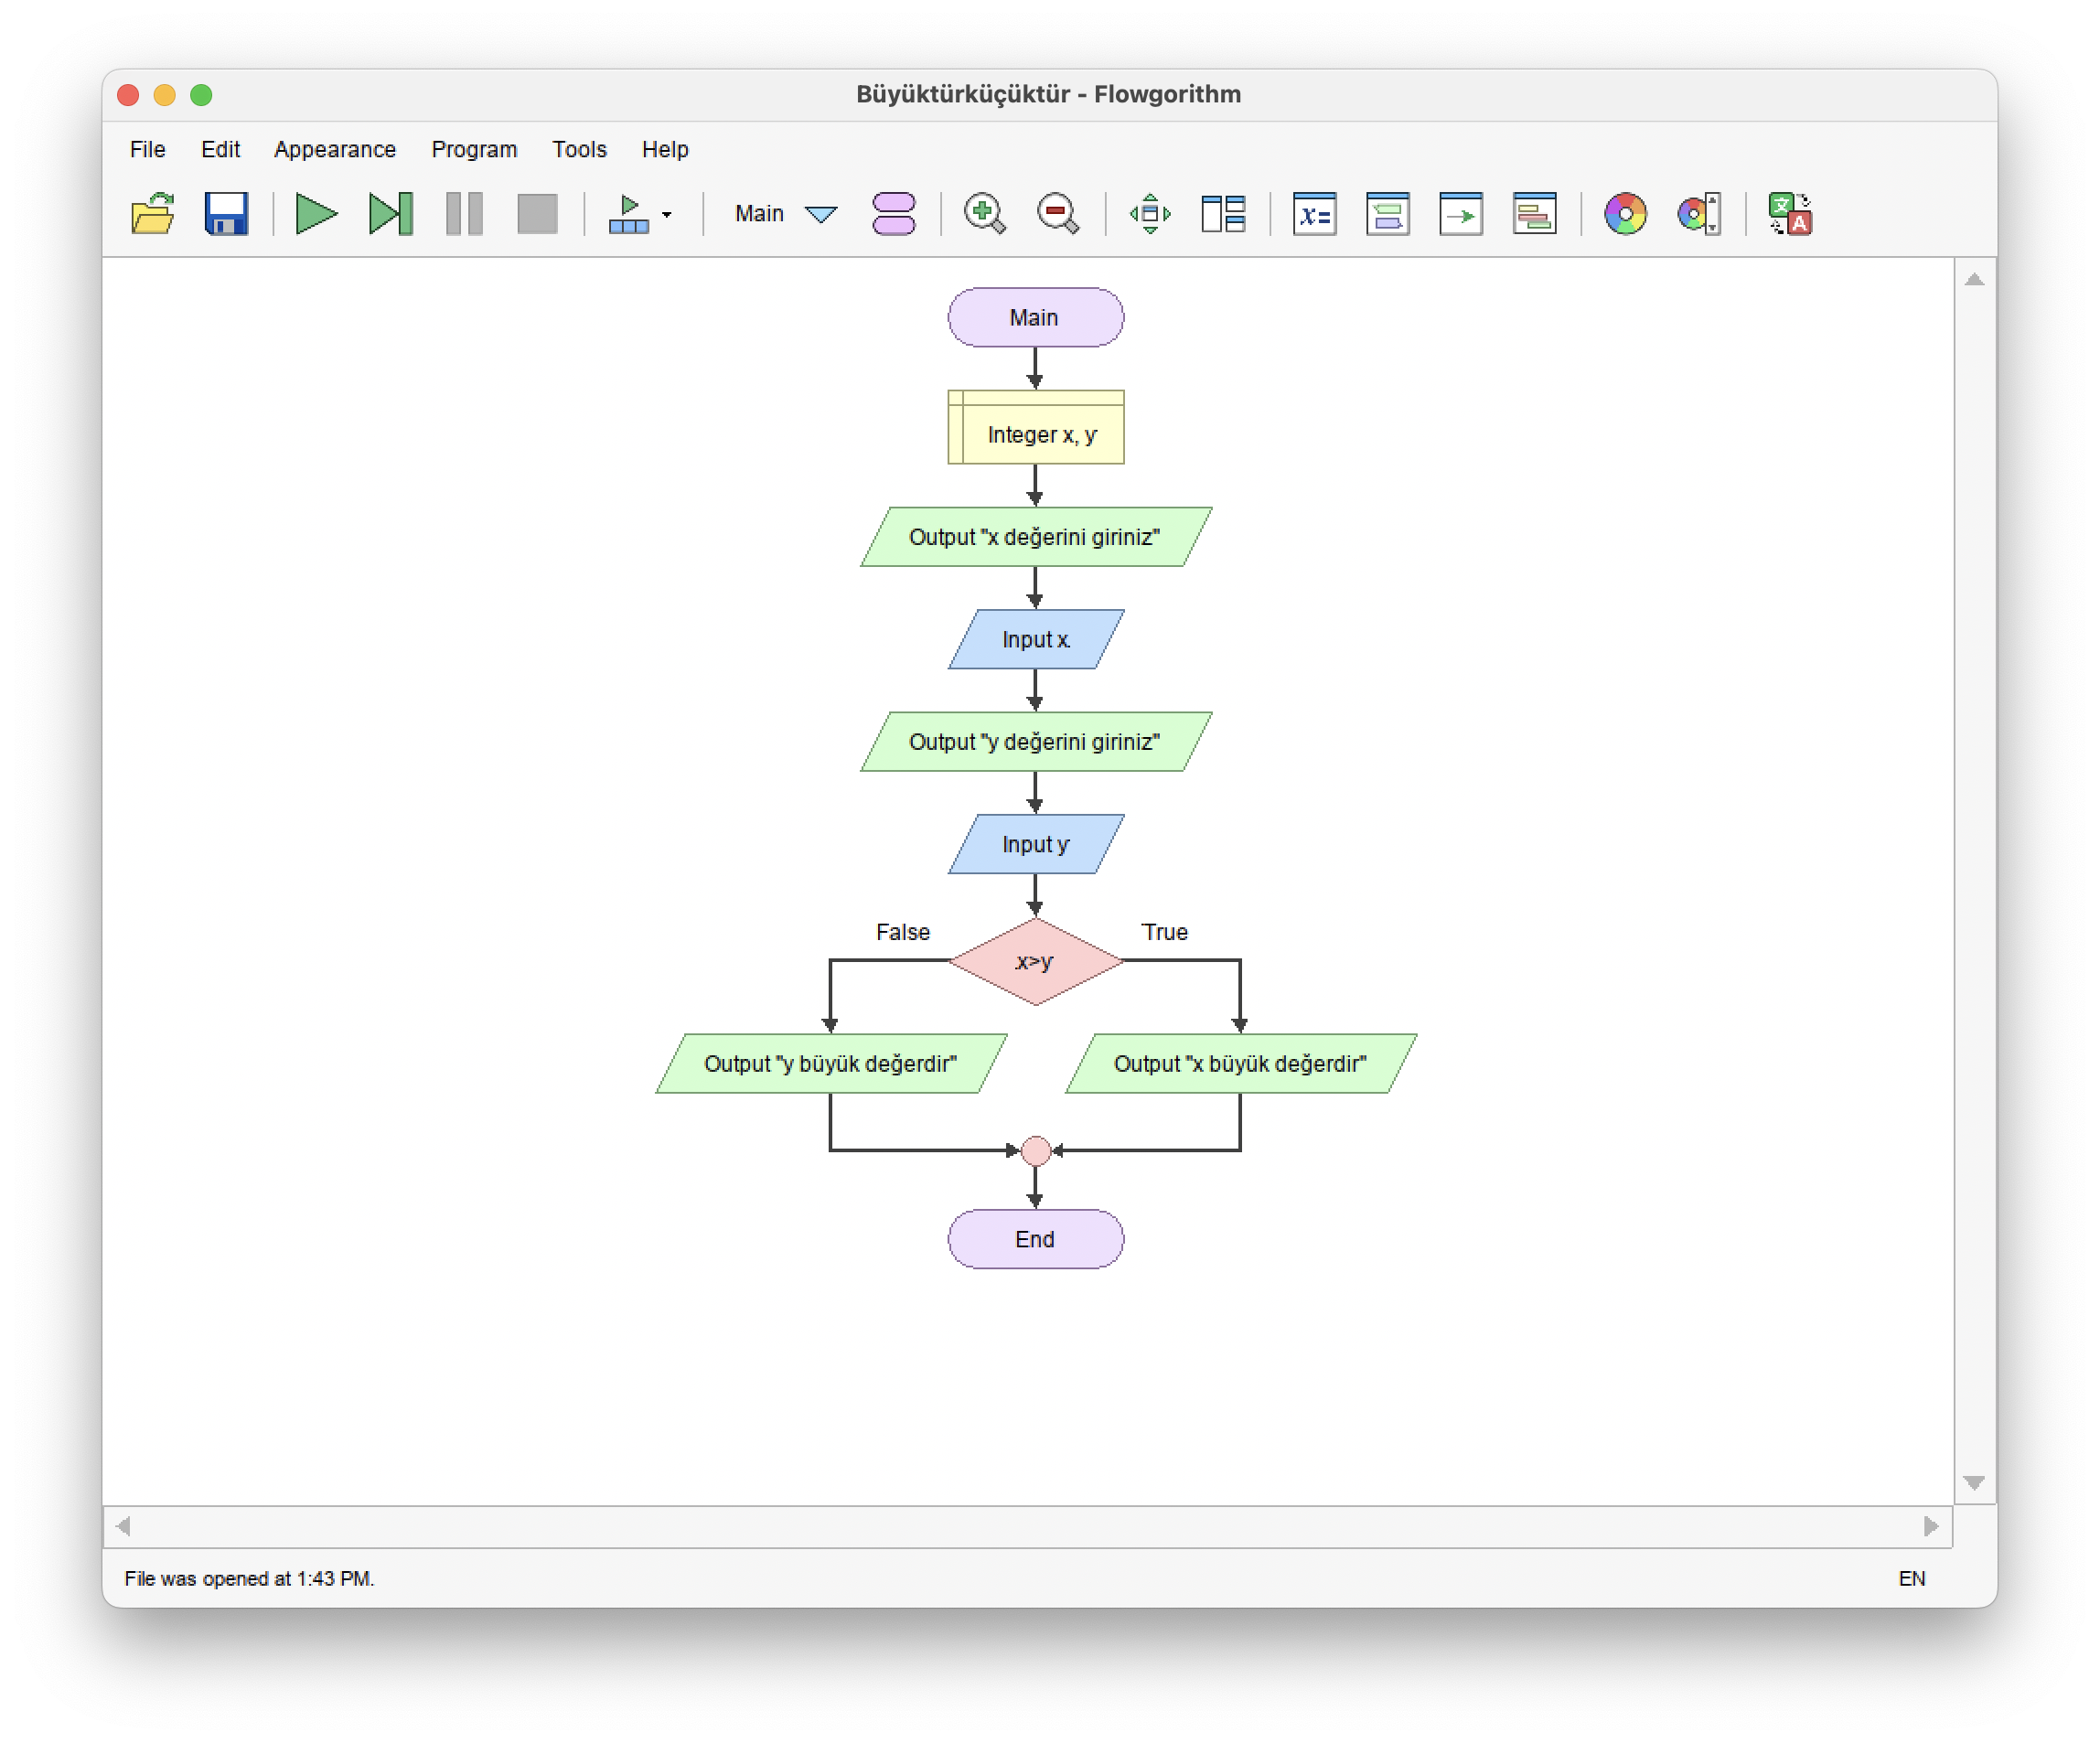 Büyüktürküçüktür - Flowgorithm
File Edit Appearance Program Tools Help
Main
x=
文
A
Main
Integer x, y
Output "x değerini giriniz"
Input x
Output "y değerini giriniz"
Input y
False
True
x>y
Output "y büyük değerdir"
Output "x büyük değerdir"
End
File was opened at 1:43 PM.
EN